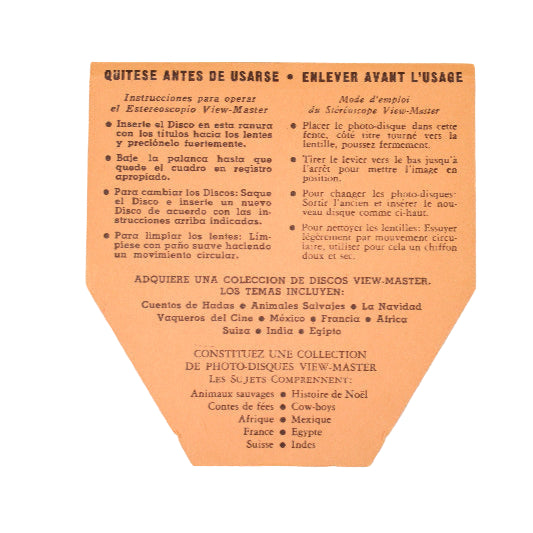 QUITESE ANTES DE USARSE • ENLEVER AVANT L'USAGE
Instrucciones para operar
el Estereoscopio View-Master
● Inserte el Disco en esta ranura
con los títulos hacia los lentes
y presiónelo fuertemente.
● Baje la palanca hasta que
quede el cuadro en registro
apropiado.
● Para cambiar los Discos: Saque
el Disco e inserte un nuevo
Disco de acuerdo con las in-
strucciones arriba indicadas.
● Para limpiar los lentes: Lím-
piese con paño suave haciendo
un movimiento circular.
Mode d'emploi
du Stéréoscope View-Master
● Placer le photo-disque dans cette
fente, côté titre tourné vers la
lentille, poussez fermement.
● Tirer le levier vers le bas jusqu'à
l'arrêt pour mettre l'image en
position.
● Pour changer les photo-disques:
Sortir l'ancien et insérer le nou-
veau disque comme ci-haut.
● Pour nettoyer les lentilles: Essuyer
légèrement par mouvement circu-
laire, utiliser pour cela un chiffon
doux et sec.
ADQUIERE UNA COLECCION DE DISCOS VIEW-MASTER.
LOS TEMAS INCLUYEN:
Cuentos de Hadas ● Animales Salvajes ● La Navidad
Vaqueros del Cine ● México ● Francia ● Africa
Suiza ● India ● Egipto
CONSTITUEZ UNE COLLECTION
DE PHOTO-DISQUES VIEW-MASTER
LES SUJETS COMPRENNENT:
Animaux sauvages ● Histoire de Noël
Contes de fées ● Cow-boys
Afrique ● Mexique
France ● Egypte
Suisse ● Indes